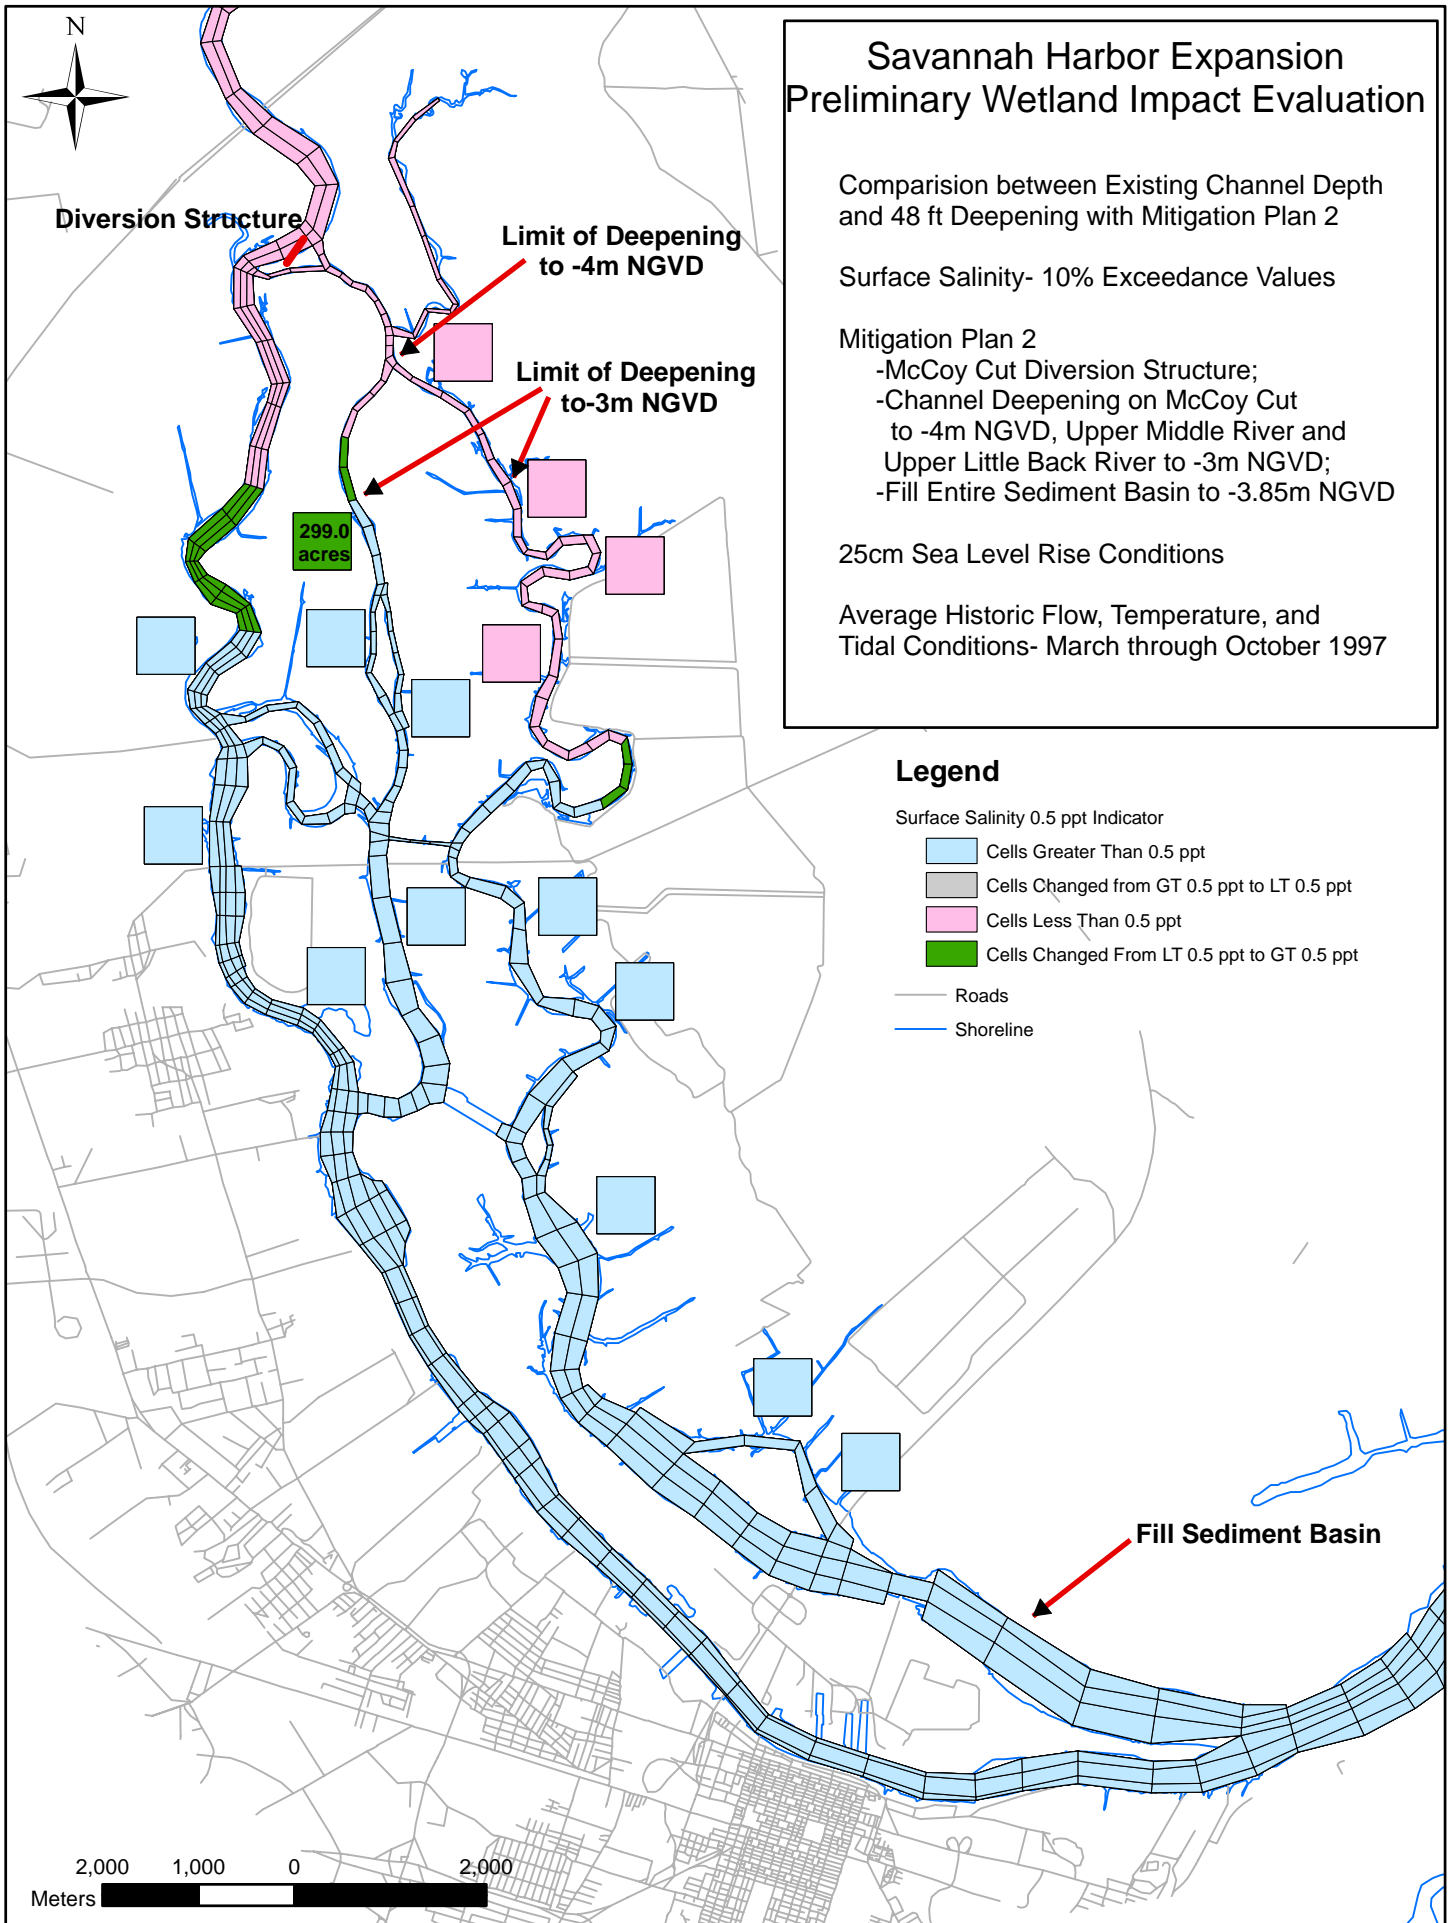 N
Savannah Harbor Expansion
Preliminary Wetland Impact Evaluation
Comparision between Existing Channel Depth
and 48 ft Deepening with Mitigation Plan 2
Surface Salinity- 10% Exceedance Values
Mitigation Plan 2
-McCoy Cut Diversion Structure;
-Channel Deepening on McCoy Cut
to -4m NGVD, Upper Middle River and
Upper Little Back River to -3m NGVD;
-Fill Entire Sediment Basin to -3.85m NGVD
25cm Sea Level Rise Conditions
Average Historic Flow, Temperature, and
Tidal Conditions- March through October 1997
Diversion Structure
Limit of Deepening
to -4m NGVD
Limit of Deepening
to-3m NGVD
299.0
acres
Legend
Surface Salinity 0.5 ppt Indicator
Cells Greater Than 0.5 ppt
Cells Changed from GT 0.5 ppt to LT 0.5 ppt
Cells Less Than 0.5 ppt
Cells Changed From LT 0.5 ppt to GT 0.5 ppt
Roads
Shoreline
Fill Sediment Basin
2,000 1,000 0 2,000
Meters